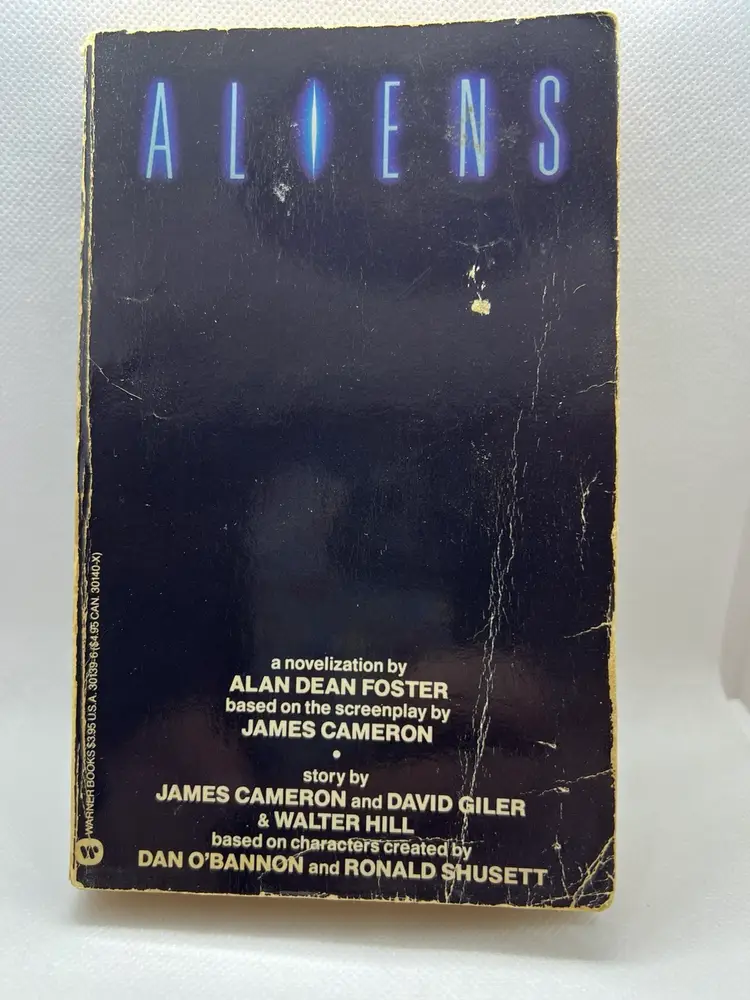 ALIENS
a novelization by
ALAN DEAN FOSTER
based on the screenplay by
JAMES CAMERON
•
story by
JAMES CAMERON and DAVID GILER
& WALTER HILL
based on characters created by
DAN O'BANNON and RONALD SHUSETT
WARNER BOOKS $3.95 U.S.A. 30139-6 ($4.95 CAN. 30140-X)
W